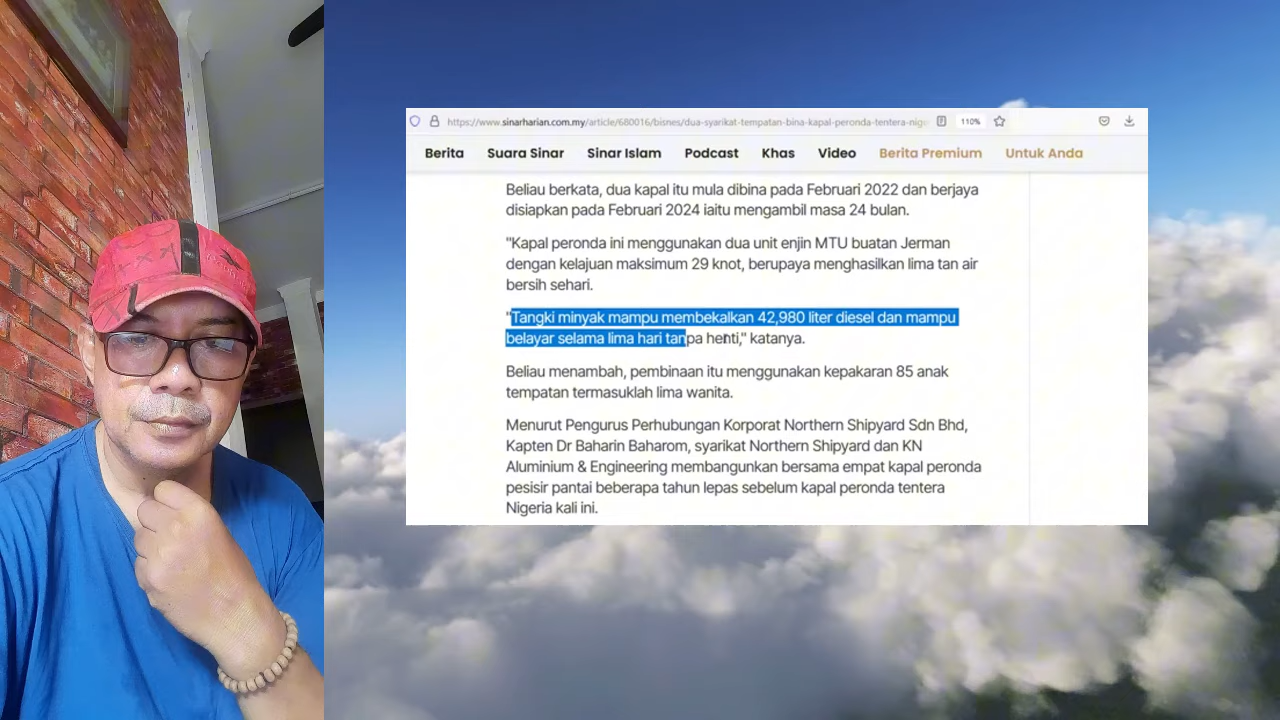 https://www.sinarharian.com.my/article/680016/bisnes/dua-syarikat-tempatan-bina-kapal-peronda-tentera-nige
110%
Berita Suara Sinar Sinar Islam Podcast Khas Video Berita Premium Untuk Anda
Beliau berkata, dua kapal itu mula dibina pada Februari 2022 dan berjaya
disiapkan pada Februari 2024 iaitu mengambil masa 24 bulan.
"Kapal peronda ini menggunakan dua unit enjin MTU buatan Jerman
dengan kelajuan maksimum 29 knot, berupaya menghasilkan lima tan air
bersih sehari.
"Tangki minyak mampu membekalkan 42,980 liter diesel dan mampu
belayar selama lima hari tanpa henti," katanya.
Beliau menambah, pembinaan itu menggunakan kepakaran 85 anak
tempatan termasuklah lima wanita.
Menurut Pengurus Perhubungan Korporat Northern Shipyard Sdn Bhd,
Kapten Dr Baharin Baharom, syarikat Northern Shipyard dan KN
Aluminium & Engineering membangunkan bersama empat kapal peronda
pesisir pantai beberapa tahun lepas sebelum kapal peronda tentera
Nigeria kali ini.